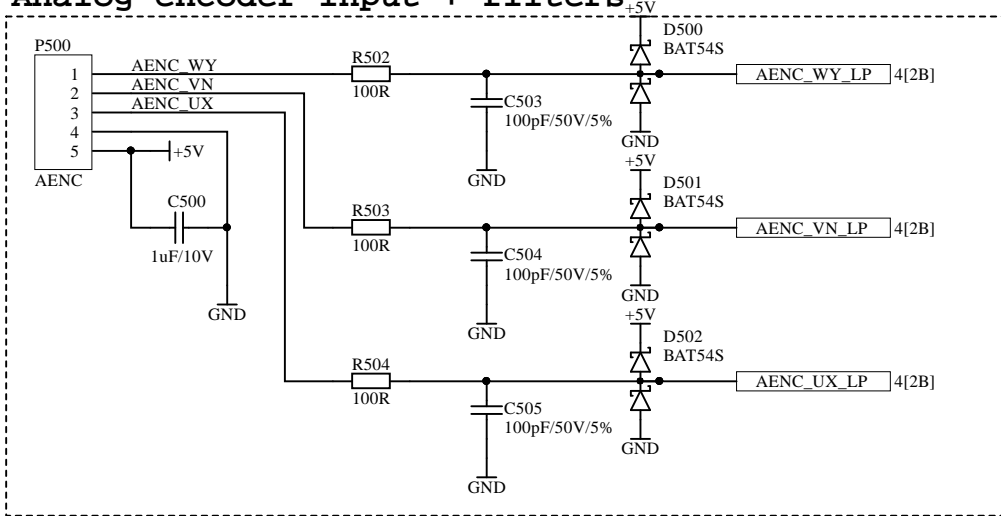 Analog encoder input + filters
+5V
P500
D500
BAT54S
1
AENC_WY
R502
100R
AENC_WY_LP
4[2B]
2
AENC_VN
3
AENC_UX
4
5
+5V
AENC
C503
100pF/50V/5%
GND
GND
+5V
C500
1uF/10V
GND
D501
BAT54S
R503
100R
AENC_VN_LP
4[2B]
C504
100pF/50V/5%
GND
GND
+5V
D502
BAT54S
R504
100R
AENC_UX_LP
4[2B]
C505
100pF/50V/5%
GND
GND